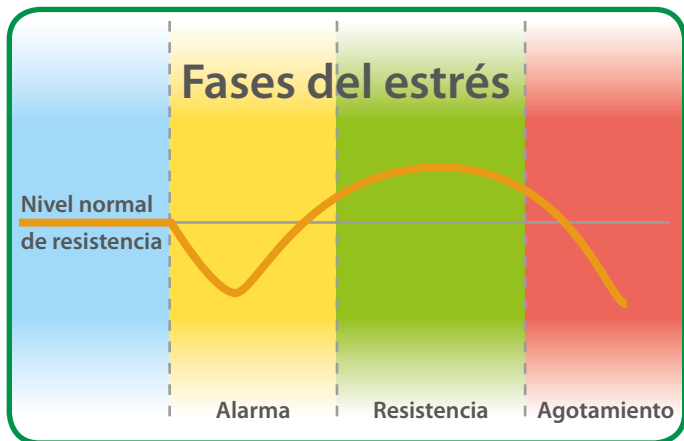 Fases del estrés
Nivel normal
de resistencia
Alarma
Resistencia
Agotamiento